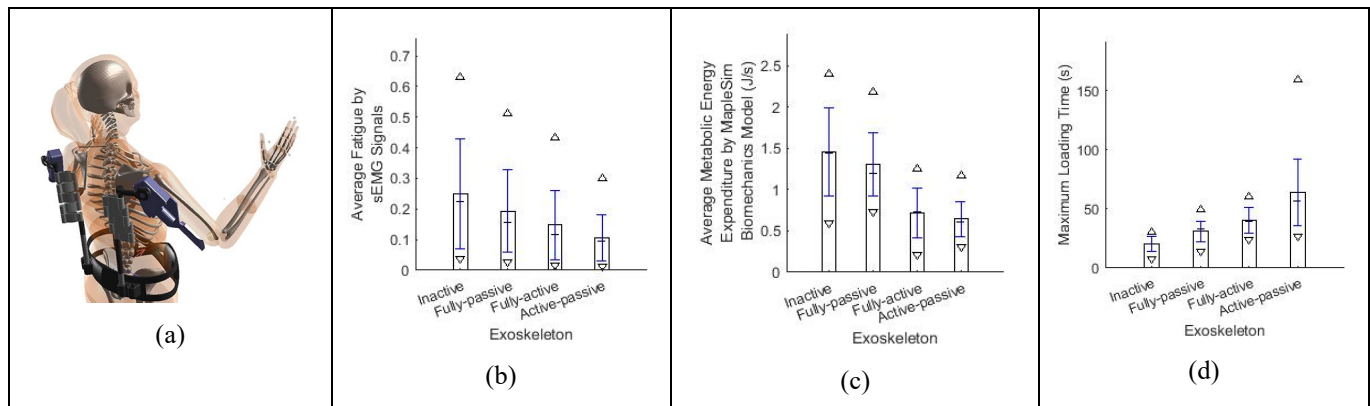 (a)
Average Fatigue by
sEMG Signals
0.7
0.6
0.5
0.4
0.3
0.2
0.1
0
Inactive
Fully-passive
Fully-active
Active-passive
Exoskeleton
(b)
Average Metabolic Energy
Expenditure by MapleSim
Biomechanics Model (J/s)
2.5
2
1.5
1
0.5
0
Inactive
Fully-passive
Fully-active
Active-passive
Exoskeleton
(c)
Maximum Loading Time (s)
150
100
50
0
Inactive
Fully-passive
Fully-active
Active-passive
Exoskeleton
(d)